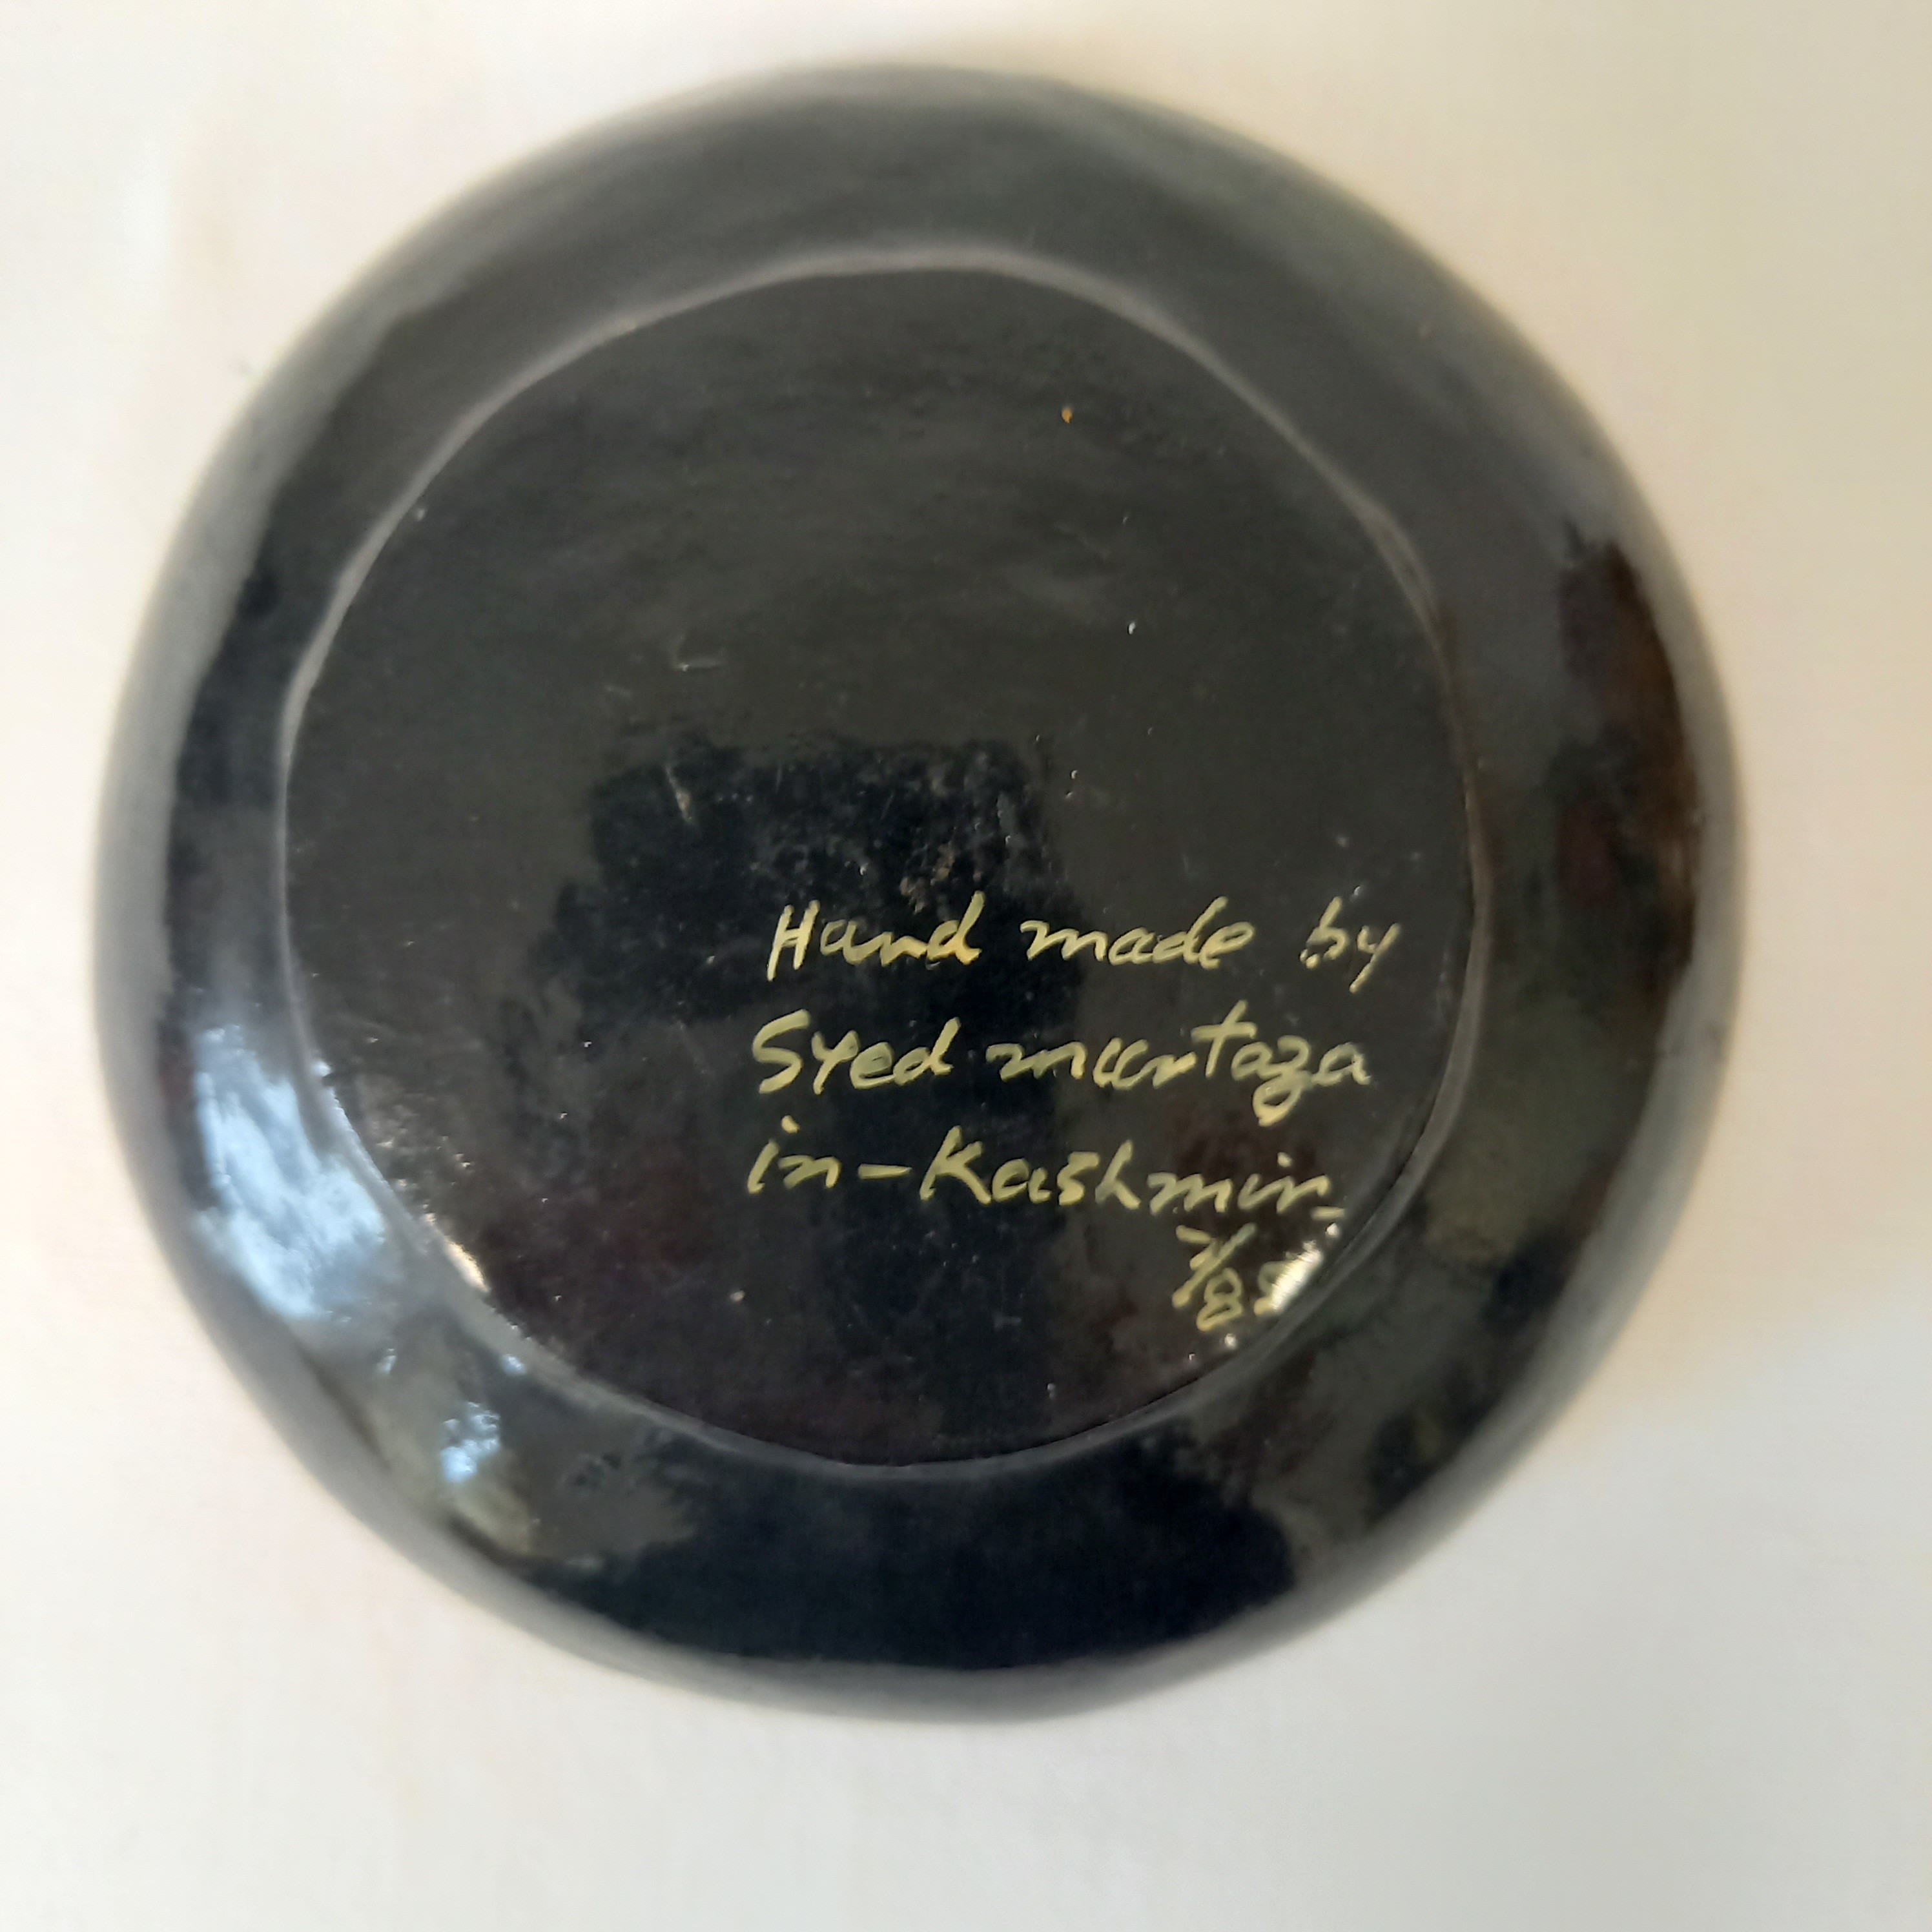 Hand made by
Syed murtaza
in-Kashmir